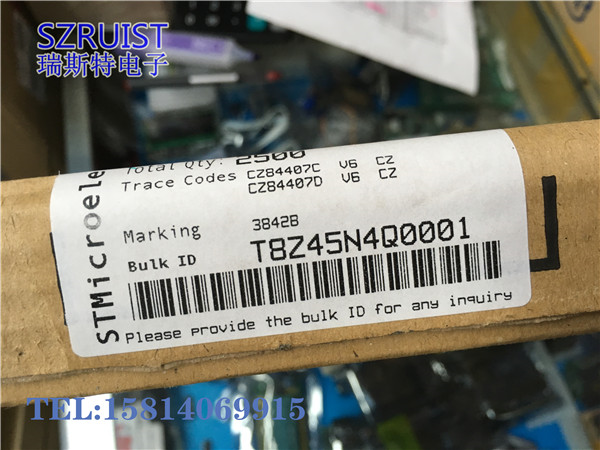 SZRUIST
瑞斯特电子
STMicroele
Total Qty: 2500
Trace Codes CZ84407C V6 CZ
CZ84407D V6 CZ
Marking 3842B
Bulk ID T8Z45N4Q0001
Please provide the bulk ID for any inquiry
TEL:15814069915